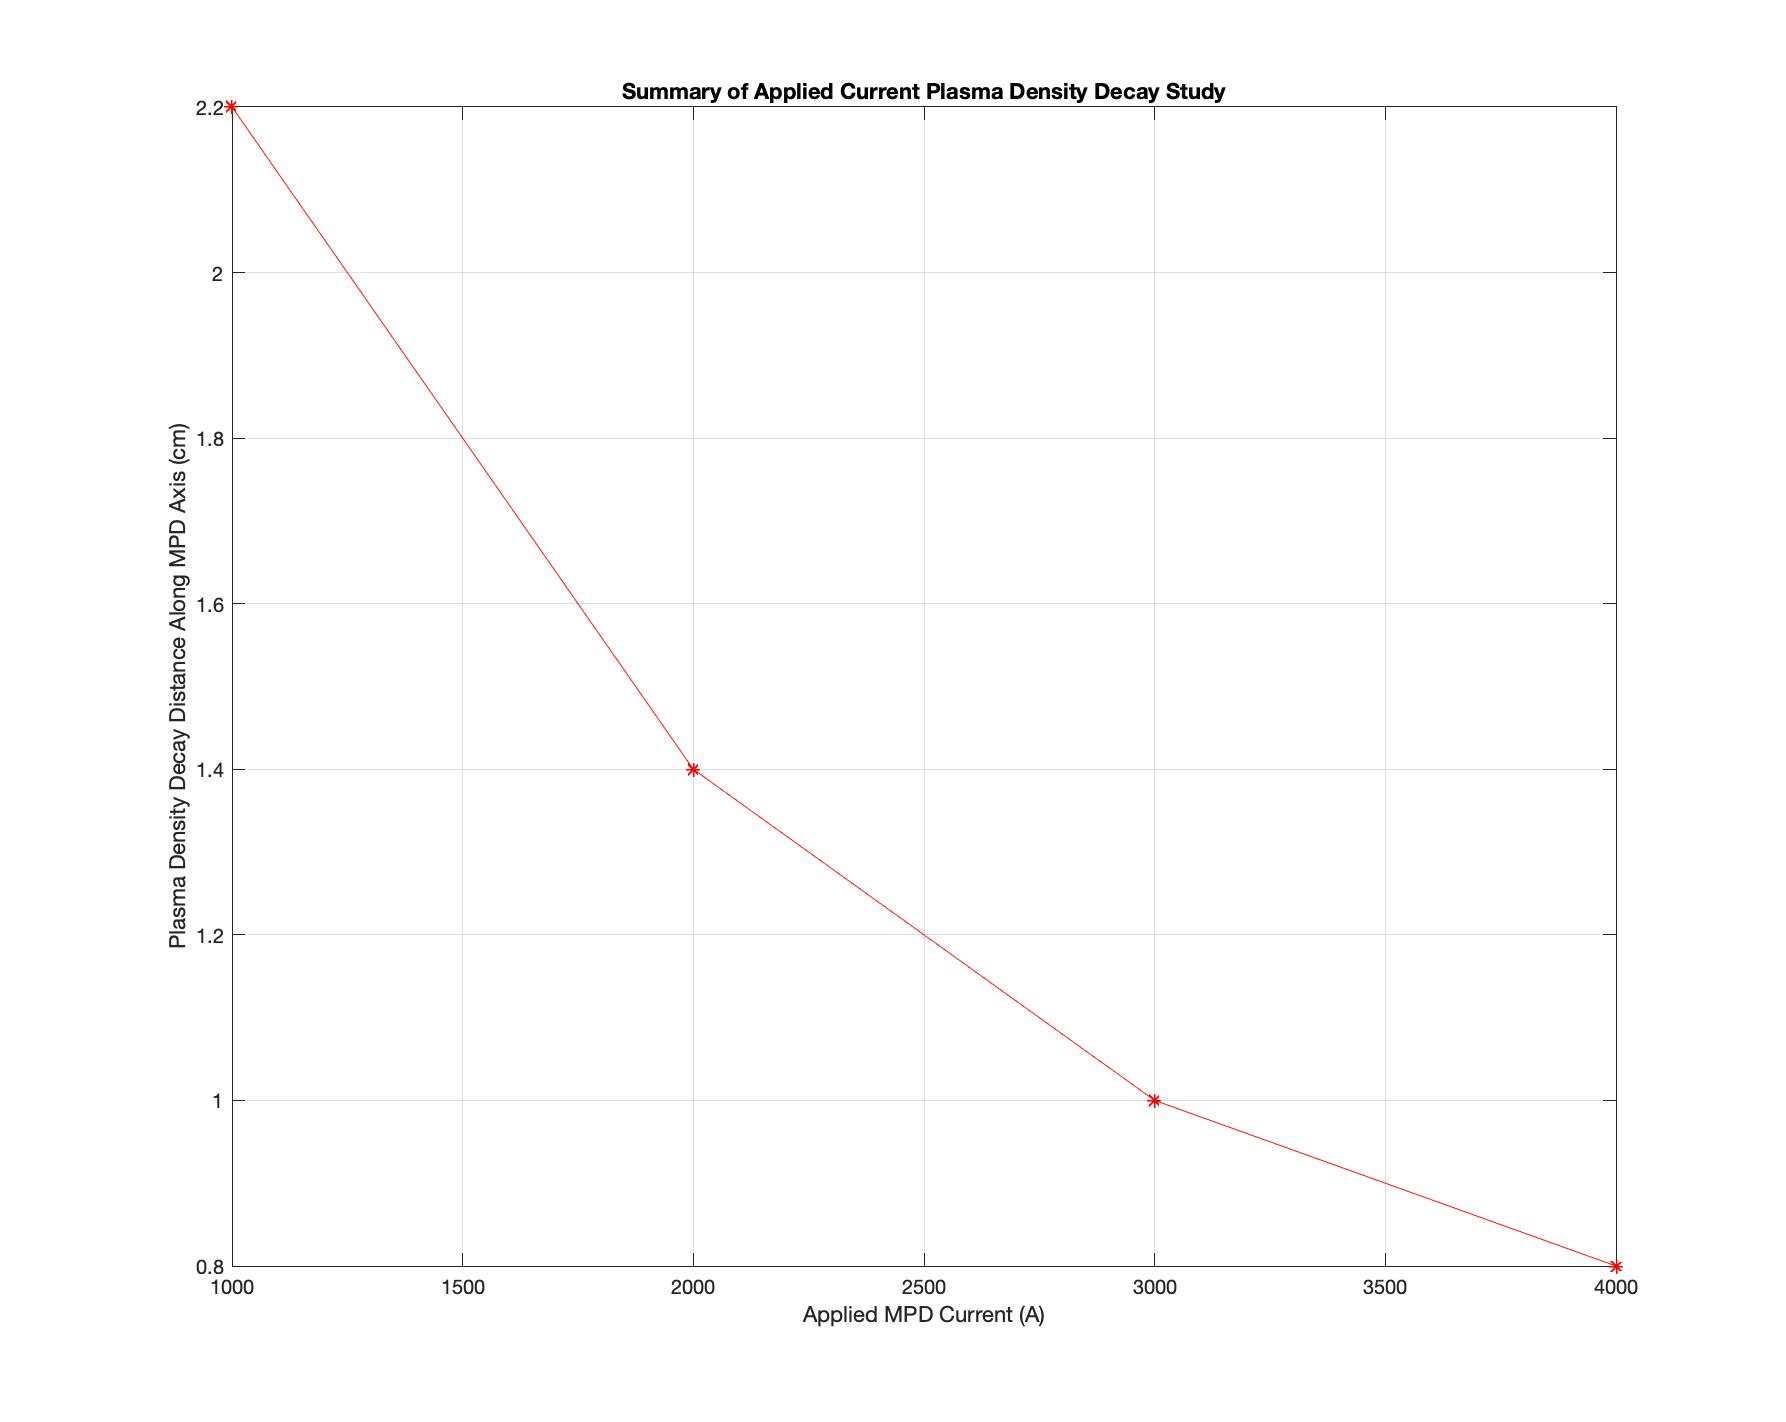 Summary of Applied Current Plasma Density Decay Study
Plasma Density Decay Distance Along MPD Axis (cm)
2.2
2
1.8
1.6
1.4
1.2
1
0.8
1000 1500 2000 2500 3000 3500 4000
Applied MPD Current (A)